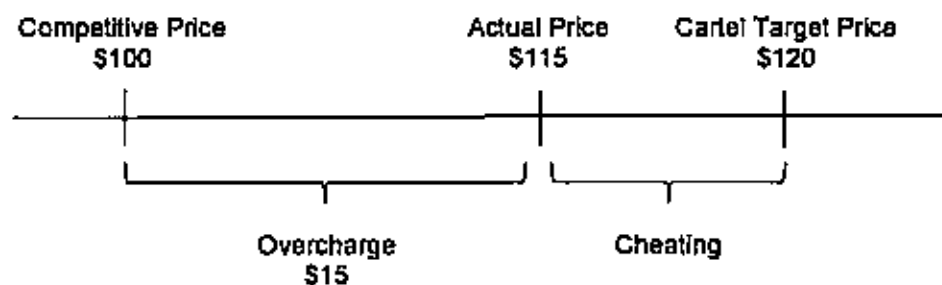 Competitive Price
$100
Actual Price
$115
Cartel Target Price
$120
Overcharge
$15
Cheating